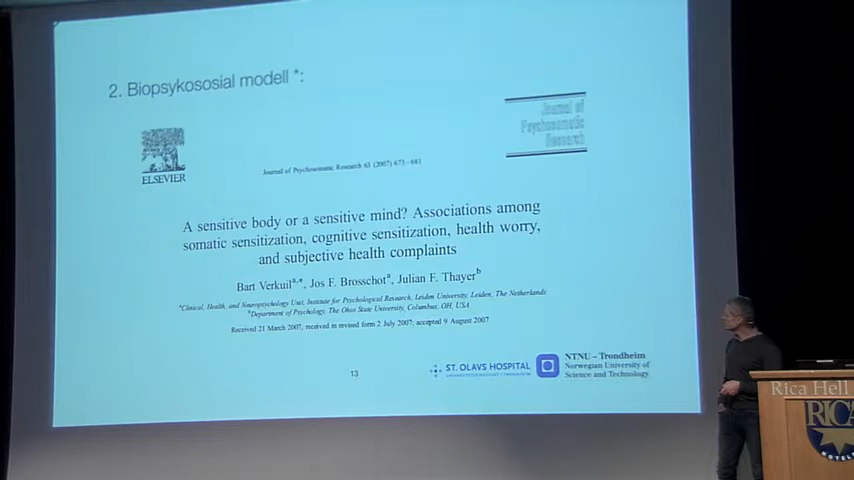 2. Biopsykososial modell *:
Journal of
Psychosomatic
Research
ELSEVIER
Journal of Psychosomatic Research 63 (2007) 673–681
A sensitive body or a sensitive mind? Associations among
somatic sensitization, cognitive sensitization, health worry,
and subjective health complaints
Bart Verkuil a,*, Jos F. Brosschot a, Julian F. Thayer b
a Clinical, Health, and Neuropsychology Unit, Institute for Psychological Research, Leiden University, Leiden, The Netherlands
b Department of Psychology, The Ohio State University, Columbus, OH, USA
Received 21 March 2007; received in revised form 2 July 2007; accepted 9 August 2007
13
ST. OLAVS HOSPITAL
NTNU – Trondheim
Norwegian University of
Science and Technology
Rica Hell
RICA
HOTEL